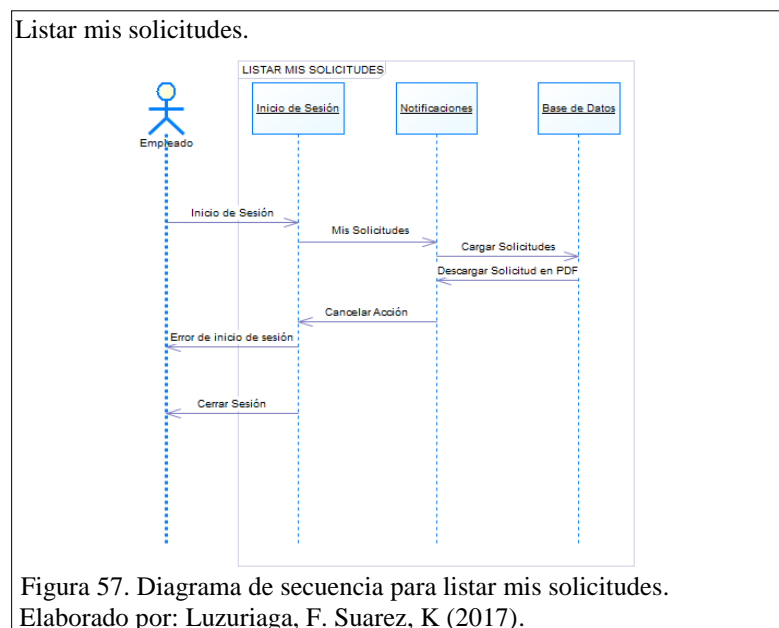 Listar mis solicitudes.
LISTAR MIS SOLICITUDES
Inicio de Sesión
Notificaciones
Base de Datos
Empleado
Inicio de Sesión
Mis Solicitudes
Cargar Solicitudes
Descargar Solicitud en PDF
Cancelar Acción
Error de inicio de sesión
Cerrar Sesión
Figura 57. Diagrama de secuencia para listar mis solicitudes.
Elaborado por: Luzuriaga, F. Suarez, K (2017).